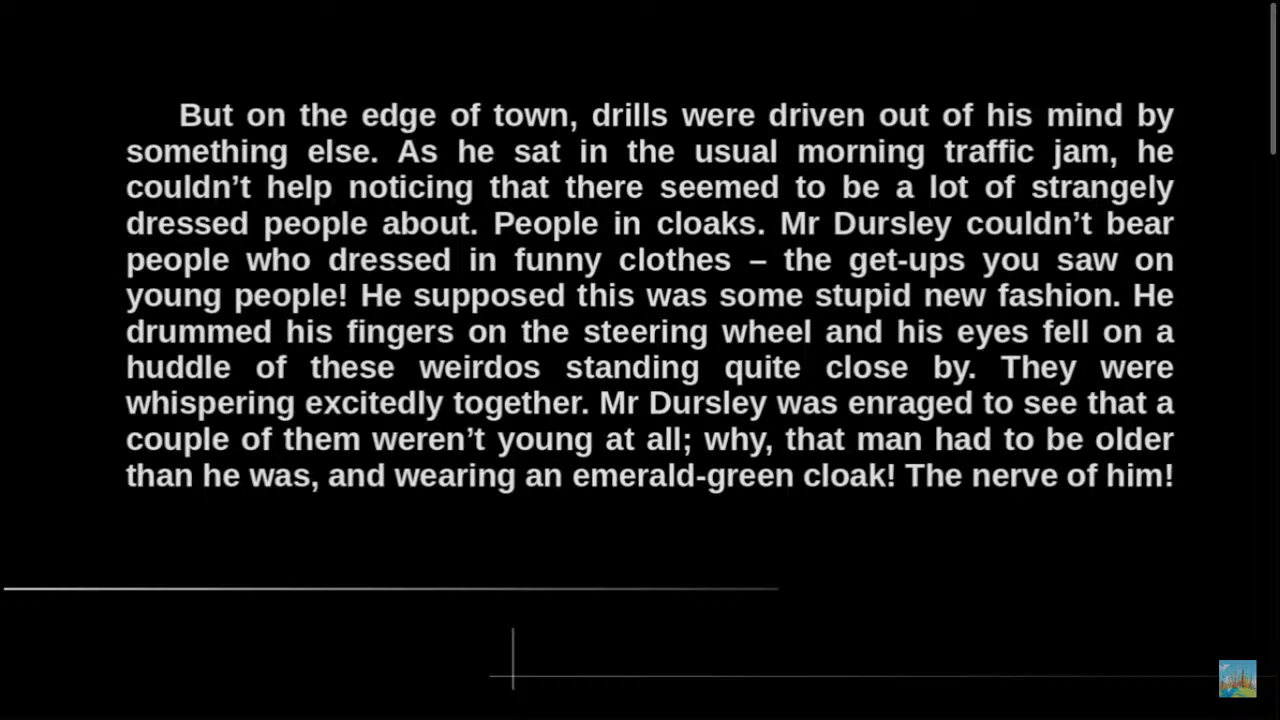 But on the edge of town, drills were driven out of his mind by
something else. As he sat in the usual morning traffic jam, he
couldn’t help noticing that there seemed to be a lot of strangely
dressed people about. People in cloaks. Mr Dursley couldn’t bear
people who dressed in funny clothes – the get-ups you saw on
young people! He supposed this was some stupid new fashion. He
drummed his fingers on the steering wheel and his eyes fell on a
huddle of these weirdos standing quite close by. They were
whispering excitedly together. Mr Dursley was enraged to see that a
couple of them weren’t young at all; why, that man had to be older
than he was, and wearing an emerald-green cloak! The nerve of him!